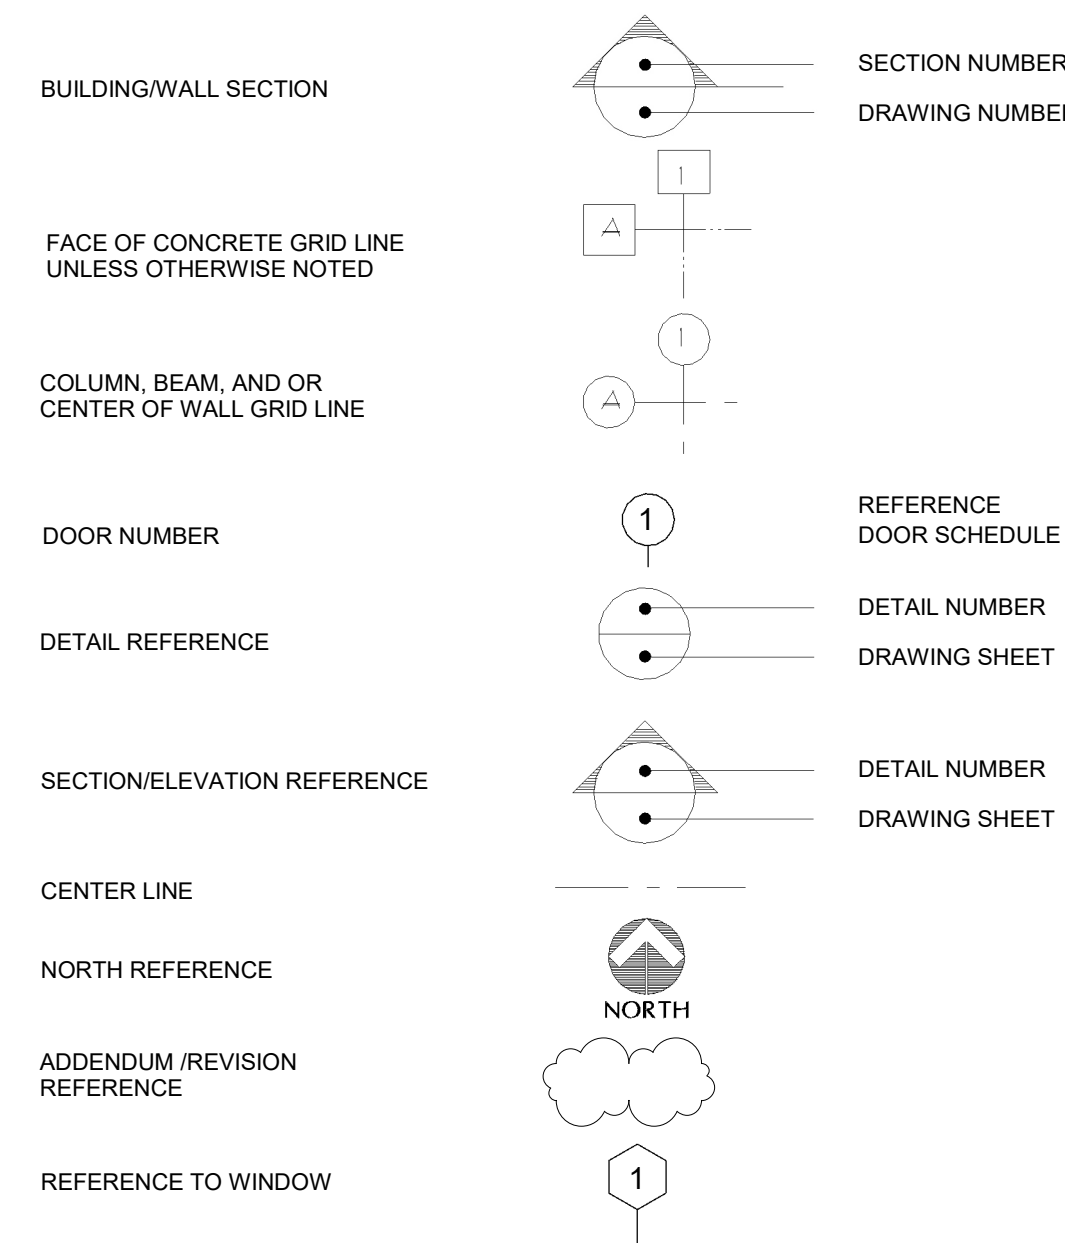 BUILDING/WALL SECTION
SECTION NUMBER
DRAWING NUMBER
1
A
FACE OF CONCRETE GRID LINE
UNLESS OTHERWISE NOTED
1
A
COLUMN, BEAM, AND OR
CENTER OF WALL GRID LINE
DOOR NUMBER
1
REFERENCE
DOOR SCHEDULE
DETAIL REFERENCE
DETAIL NUMBER
DRAWING SHEET
SECTION/ELEVATION REFERENCE
DETAIL NUMBER
DRAWING SHEET
CENTER LINE
NORTH REFERENCE
NORTH
ADDENDUM /REVISION
REFERENCE
REFERENCE TO WINDOW
1